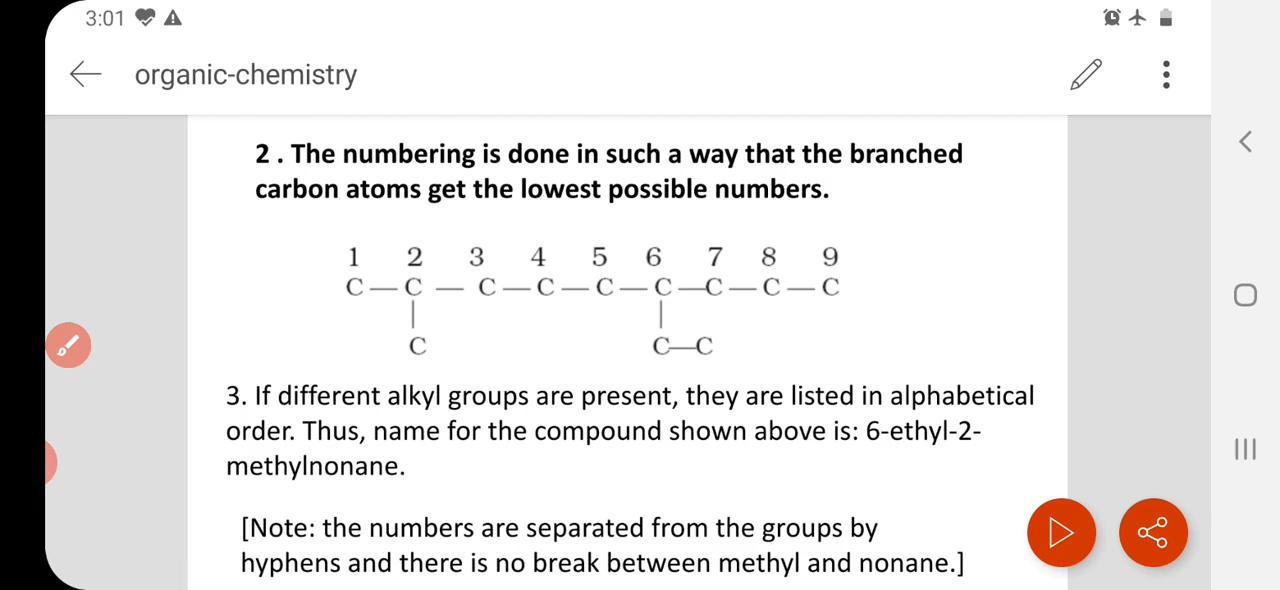 3:01
organic-chemistry
2 . The numbering is done in such a way that the branched
carbon atoms get the lowest possible numbers.
1 2 3 4 5 6 7 8 9
C — C — C — C — C — C — C — C — C
| |
C C—C
3. If different alkyl groups are present, they are listed in alphabetical
order. Thus, name for the compound shown above is: 6-ethyl-2-
methylnonane.
[Note: the numbers are separated from the groups by
hyphens and there is no break between methyl and nonane.]